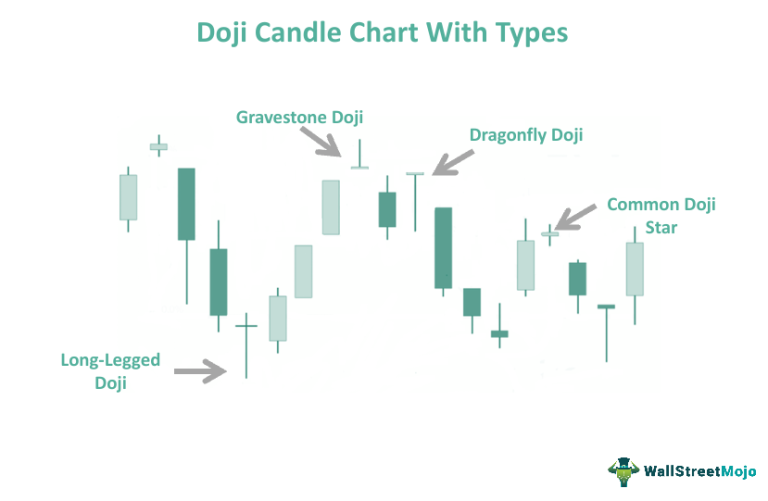 Doji Candle Chart With Types
Gravestone Doji
Dragonfly Doji
Common Doji
Star
Long-Legged
Doji
WallStreetMojo